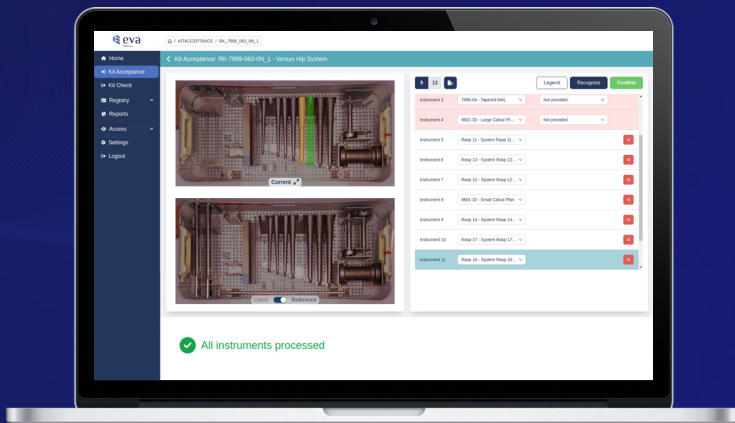 eva
/ KITACCEPTANCE / RK_7899_063_0N_1
Home
Kit Acceptance
Kit Check
Registry
Reports
Access
Settings
Logout
Kit Acceptance: RK-7899-063-0N_1 - Versys Hip System
Current
Latest Reference
9 13
Legend Recognize Confirm
Instrument 3 7899-04 - Tapered AWL Not provided
Instrument 4 9601-33 - Large Calcar Pl... Not provided
Instrument 5 Rasp 11 - System Rasp 11...
Instrument 6 Rasp 13 - System Rasp 13...
Instrument 7 Rasp 12 - System Rasp 12...
Instrument 8 9601-32 - Small Calcar Plan
Instrument 9 Rasp 14 - System Rasp 14...
Instrument 10 Rasp 17 - System Rasp 17...
Instrument 11 Rasp 18 - System Rasp 18...
All instruments processed